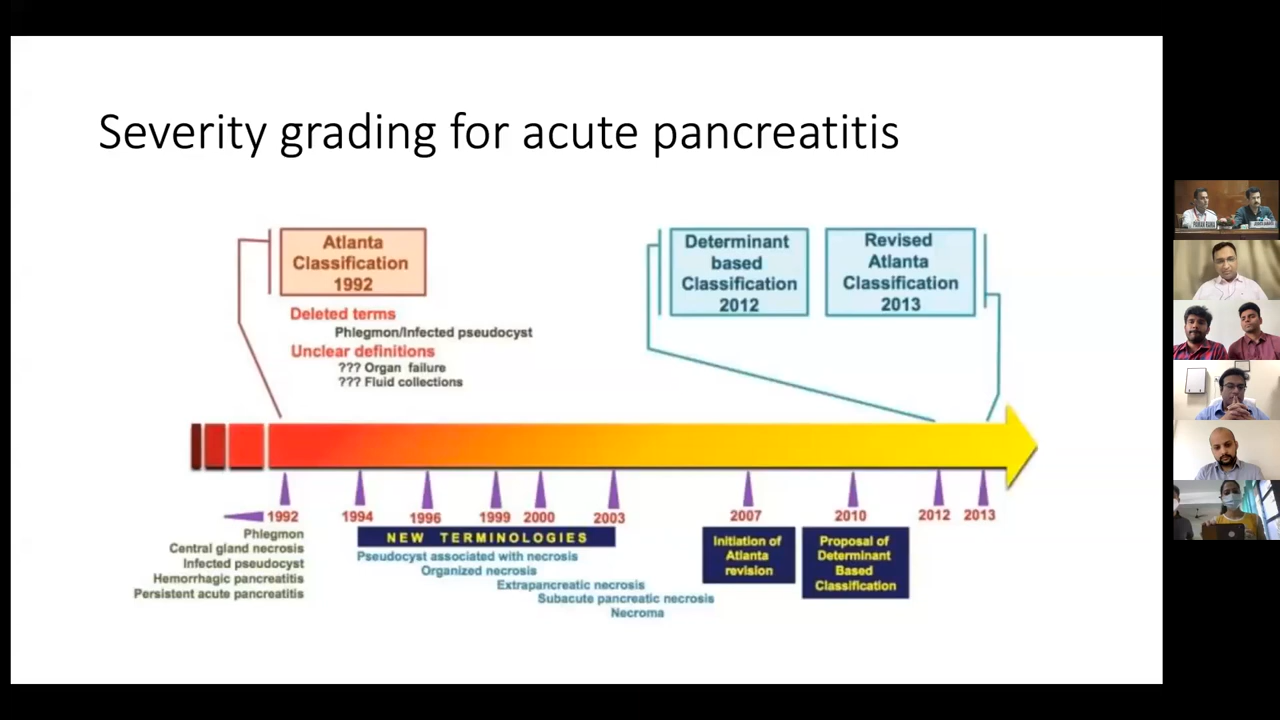 Severity grading for acute pancreatitis
Atlanta
Classification
1992
Deleted terms
Phlegmon/Infected pseudocyst
Unclear definitions
??? Organ failure
??? Fluid collections
Determinant
based
Classification
2012
Revised
Atlanta
Classification
2013
1992
1994
1996
1999
2000
2003
2007
2010
2012
2013
Phlegmon
Central gland necrosis
Infected pseudocyst
Hemorrhagic pancreatitis
Persistent acute pancreatitis
NEW TERMINOLOGIES
Pseudocyst associated with necrosis
Organized necrosis
Extrapancreatic necrosis
Subacute pancreatic necrosis
Necroma
Initiation of
Atlanta
revision
Proposal of
Determinant
Based
Classification